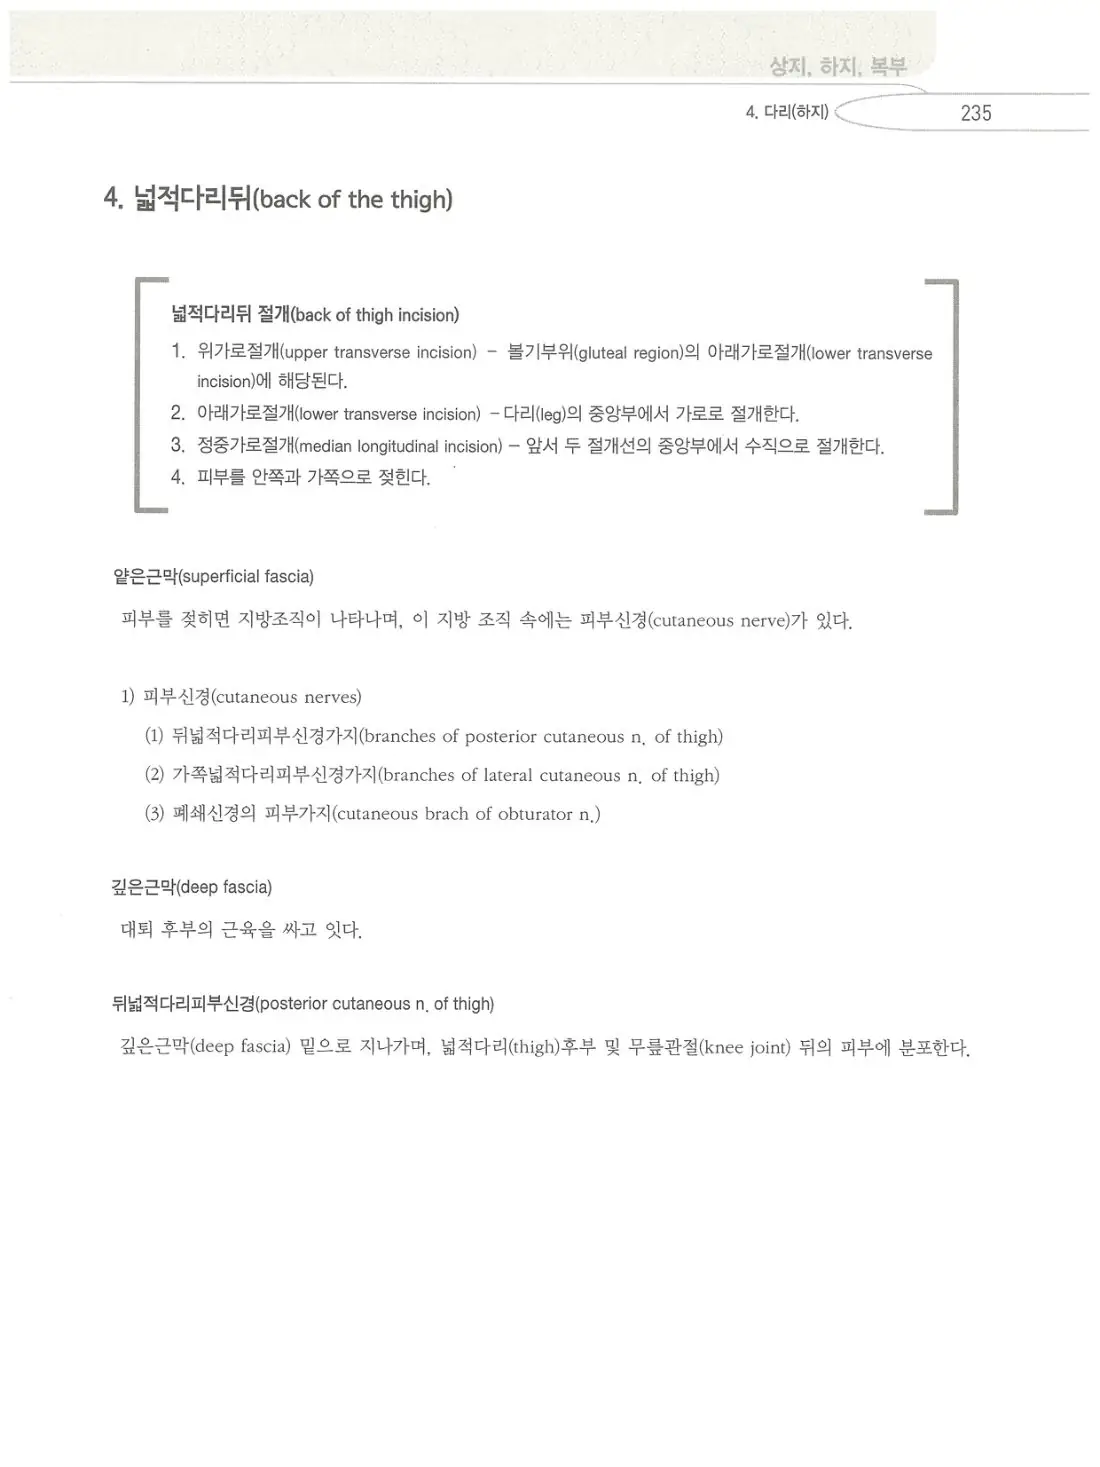 상지, 하지, 복부
4. 다리(하지)
235
4. 넓적다리뒤(back of the thigh)
넓적다리뒤 절개(back of thigh incision)
1. 위가로절개(upper transverse incision) - 볼기부위(gluteal region)의 아래가로절개(lower transverse
incision)에 해당된다.
2. 아래가로절개(lower transverse incision) - 다리(leg)의 중앙부에서 가로로 절개한다.
3. 정중가로절개(median longitudinal incision) - 앞서 두 절개선의 중앙부에서 수직으로 절개한다.
4. 피부를 안쪽과 가쪽으로 젖힌다.
얕은근막(superficial fascia)
피부를 젖히면 지방조직이 나타나며, 이 지방 조직 속에는 피부신경(cutaneous nerve)가 있다.
1) 피부신경(cutaneous nerves)
(1) 뒤넓적다리피부신경가지(branches of posterior cutaneous n. of thigh)
(2) 가쪽넓적다리피부신경가지(branches of lateral cutaneous n. of thigh)
(3) 폐쇄신경의 피부가지(cutaneous brach of obturator n.)
깊은근막(deep fascia)
대퇴 후부의 근육을 싸고 잇다.
뒤넓적다리피부신경(posterior cutaneous n. of thigh)
깊은근막(deep fascia) 밑으로 지나가며, 넓적다리(thigh)후부 및 무릎관절(knee joint) 뒤의 피부에 분포한다.